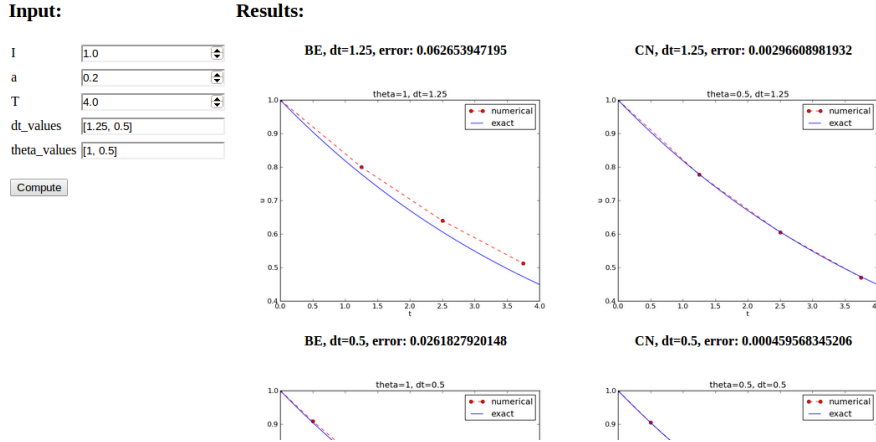 Input:
I 1.0
a 0.2
T 4.0
dt_values [1.25, 0.5]
theta_values [1, 0.5]
Compute
Results:
BE, dt=1.25, error: 0.062653947195
theta=1, dt=1.25
numerical
exact
1.0
0.9
0.8
0.7
0.6
0.5
0.4
u
0.0 0.5 1.0 1.5 2.0 2.5 3.0 3.5 4.0
t
CN, dt=1.25, error: 0.00296608981932
theta=0.5, dt=1.25
numerical
exact
1.0
0.9
0.8
0.7
0.6
0.5
0.4
u
0.0 0.5 1.0 1.5 2.0 2.5 3.0 3.5 4
t
BE, dt=0.5, error: 0.0261827920148
theta=1, dt=0.5
numerical
exact
1.0
0.9
CN, dt=0.5, error: 0.000459568345206
theta=0.5, dt=0.5
numerical
exact
1.0
0.9